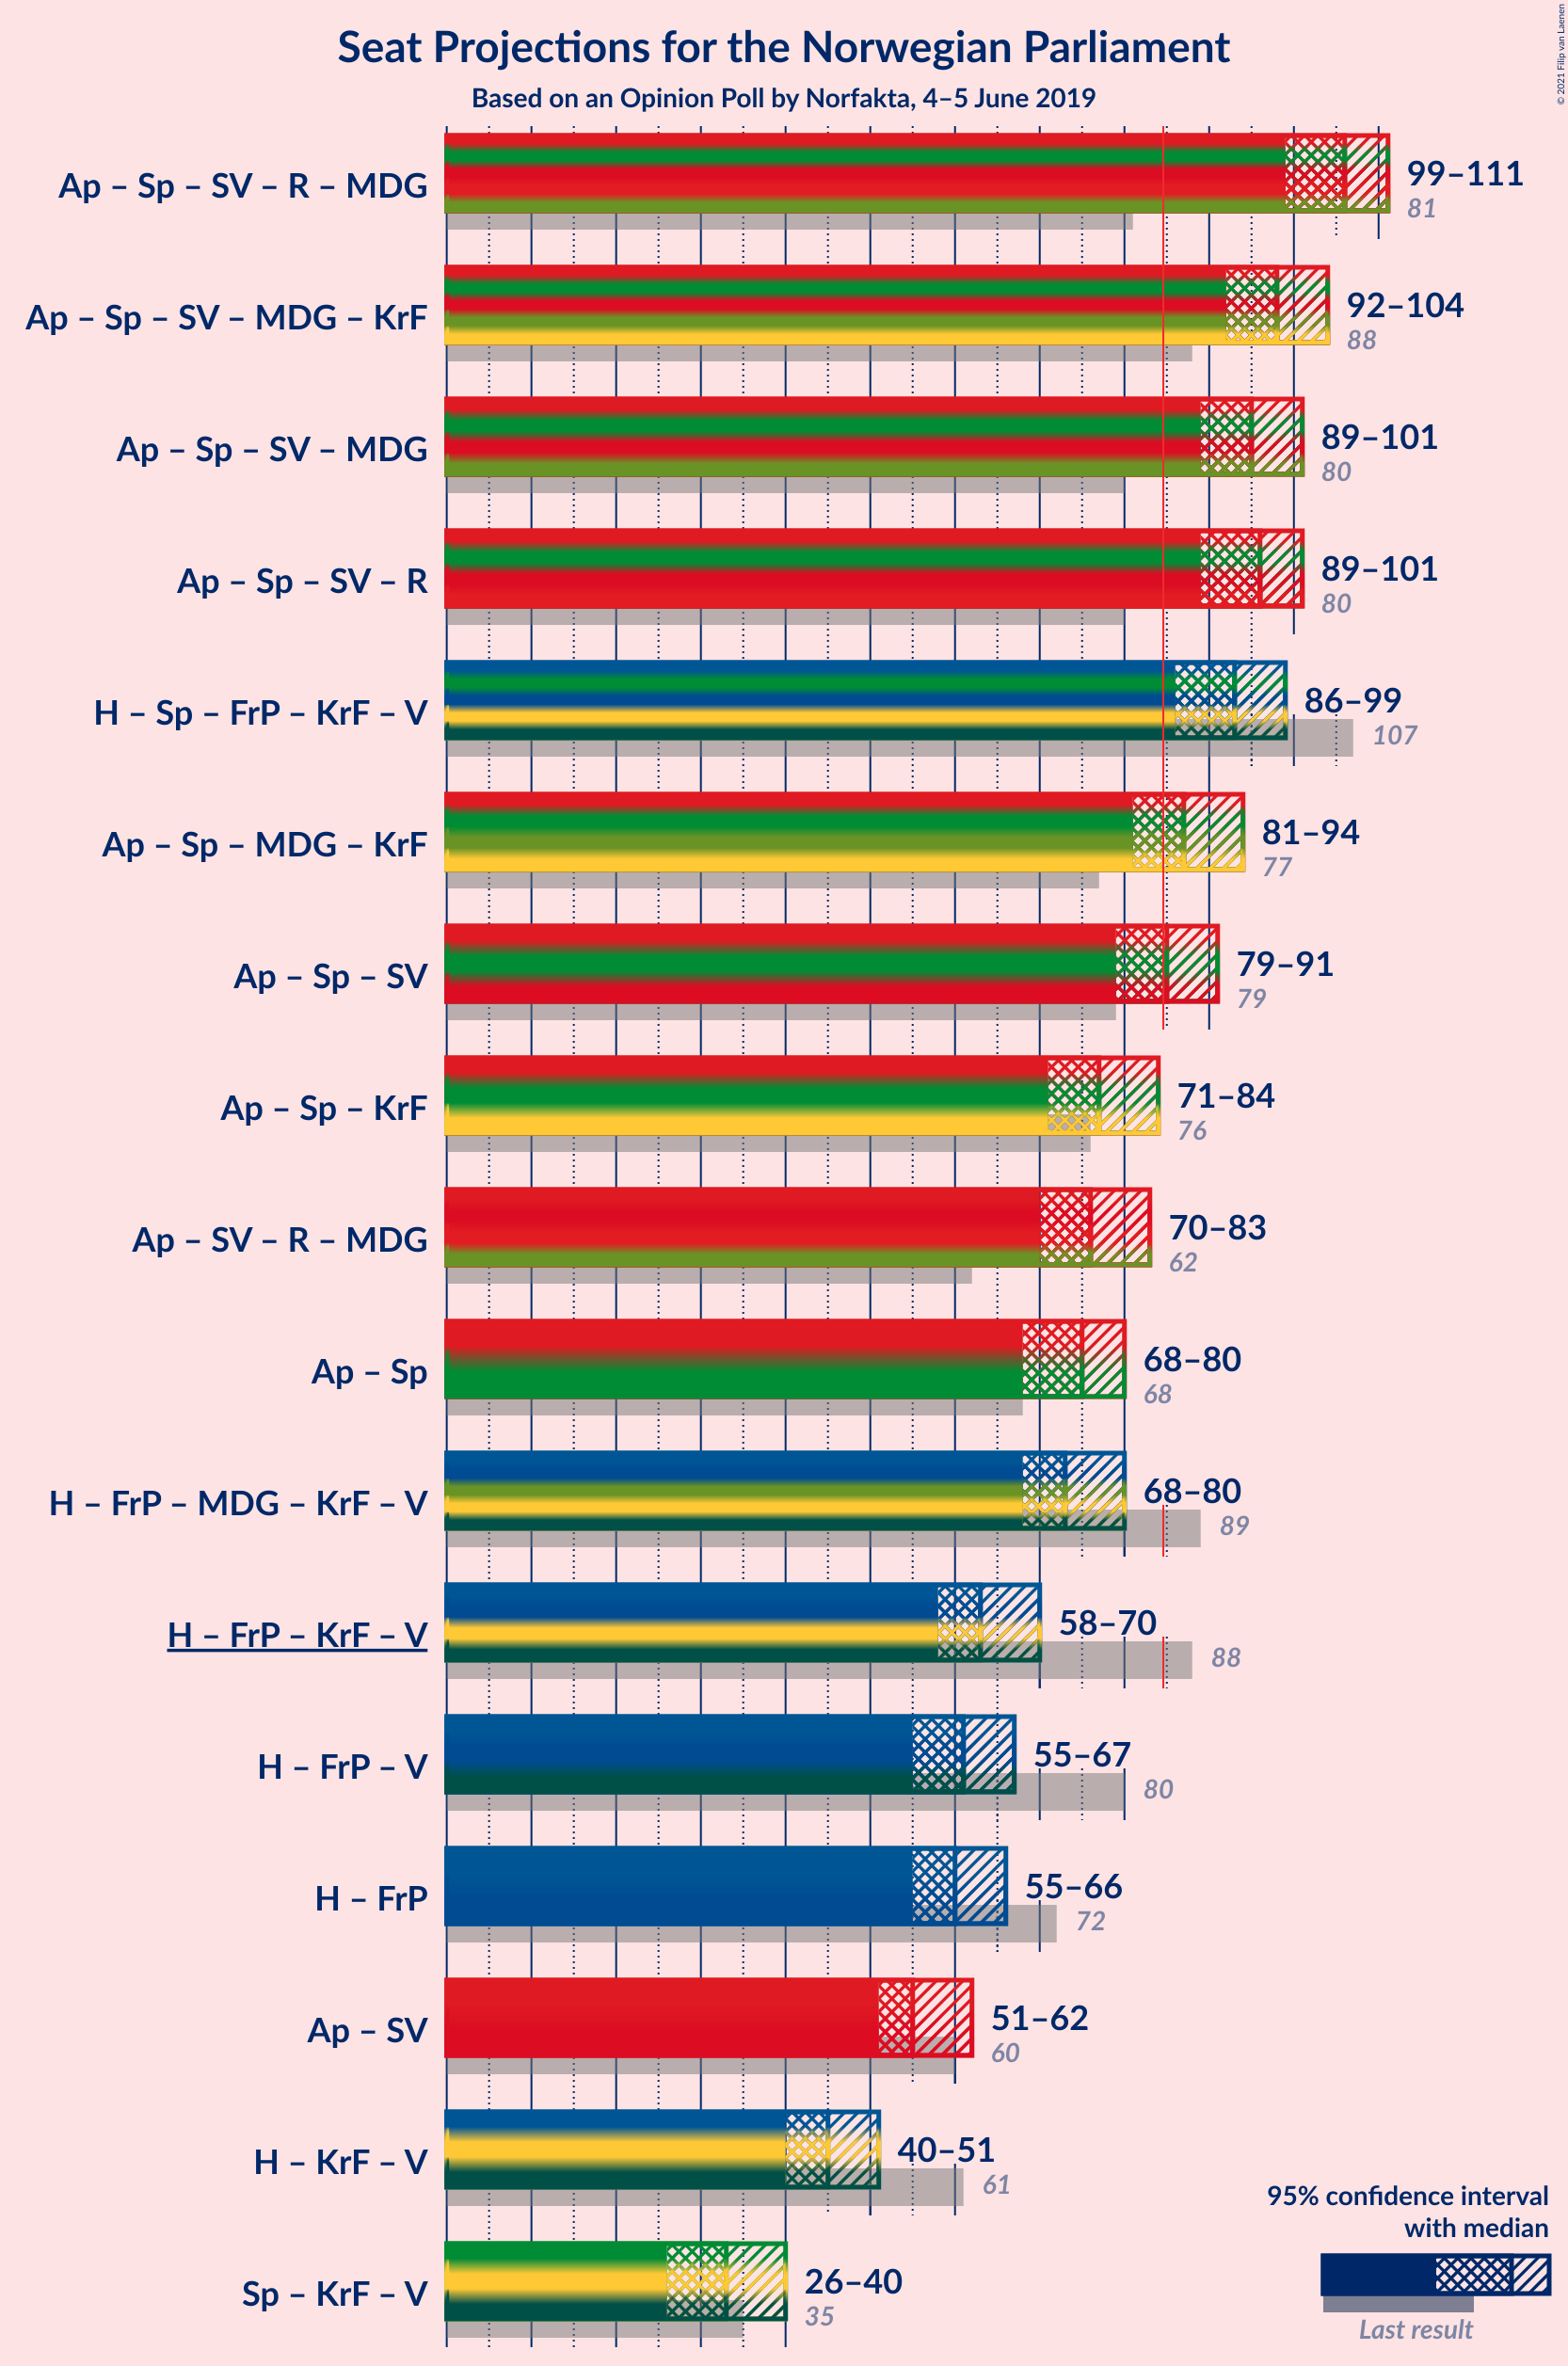 Seat Projections for the Norwegian Parliament
Based on an Opinion Poll by Norfakta, 4–5 June 2019
© 2021 Filip van Laenen
Ap – Sp – SV – R – MDG
99–111
81
Ap – Sp – SV – MDG – KrF
92–104
88
Ap – Sp – SV – MDG
89–101
80
Ap – Sp – SV – R
89–101
80
H – Sp – FrP – KrF – V
86–99
107
Ap – Sp – MDG – KrF
81–94
77
Ap – Sp – SV
79–91
79
Ap – Sp – KrF
71–84
76
Ap – SV – R – MDG
70–83
62
Ap – Sp
68–80
68
H – FrP – MDG – KrF – V
68–80
89
H – FrP – KrF – V
58–70
88
H – FrP – V
55–67
80
H – FrP
55–66
72
Ap – SV
51–62
60
H – KrF – V
40–51
61
Sp – KrF – V
26–40
35
95% confidence interval
with median
Last result